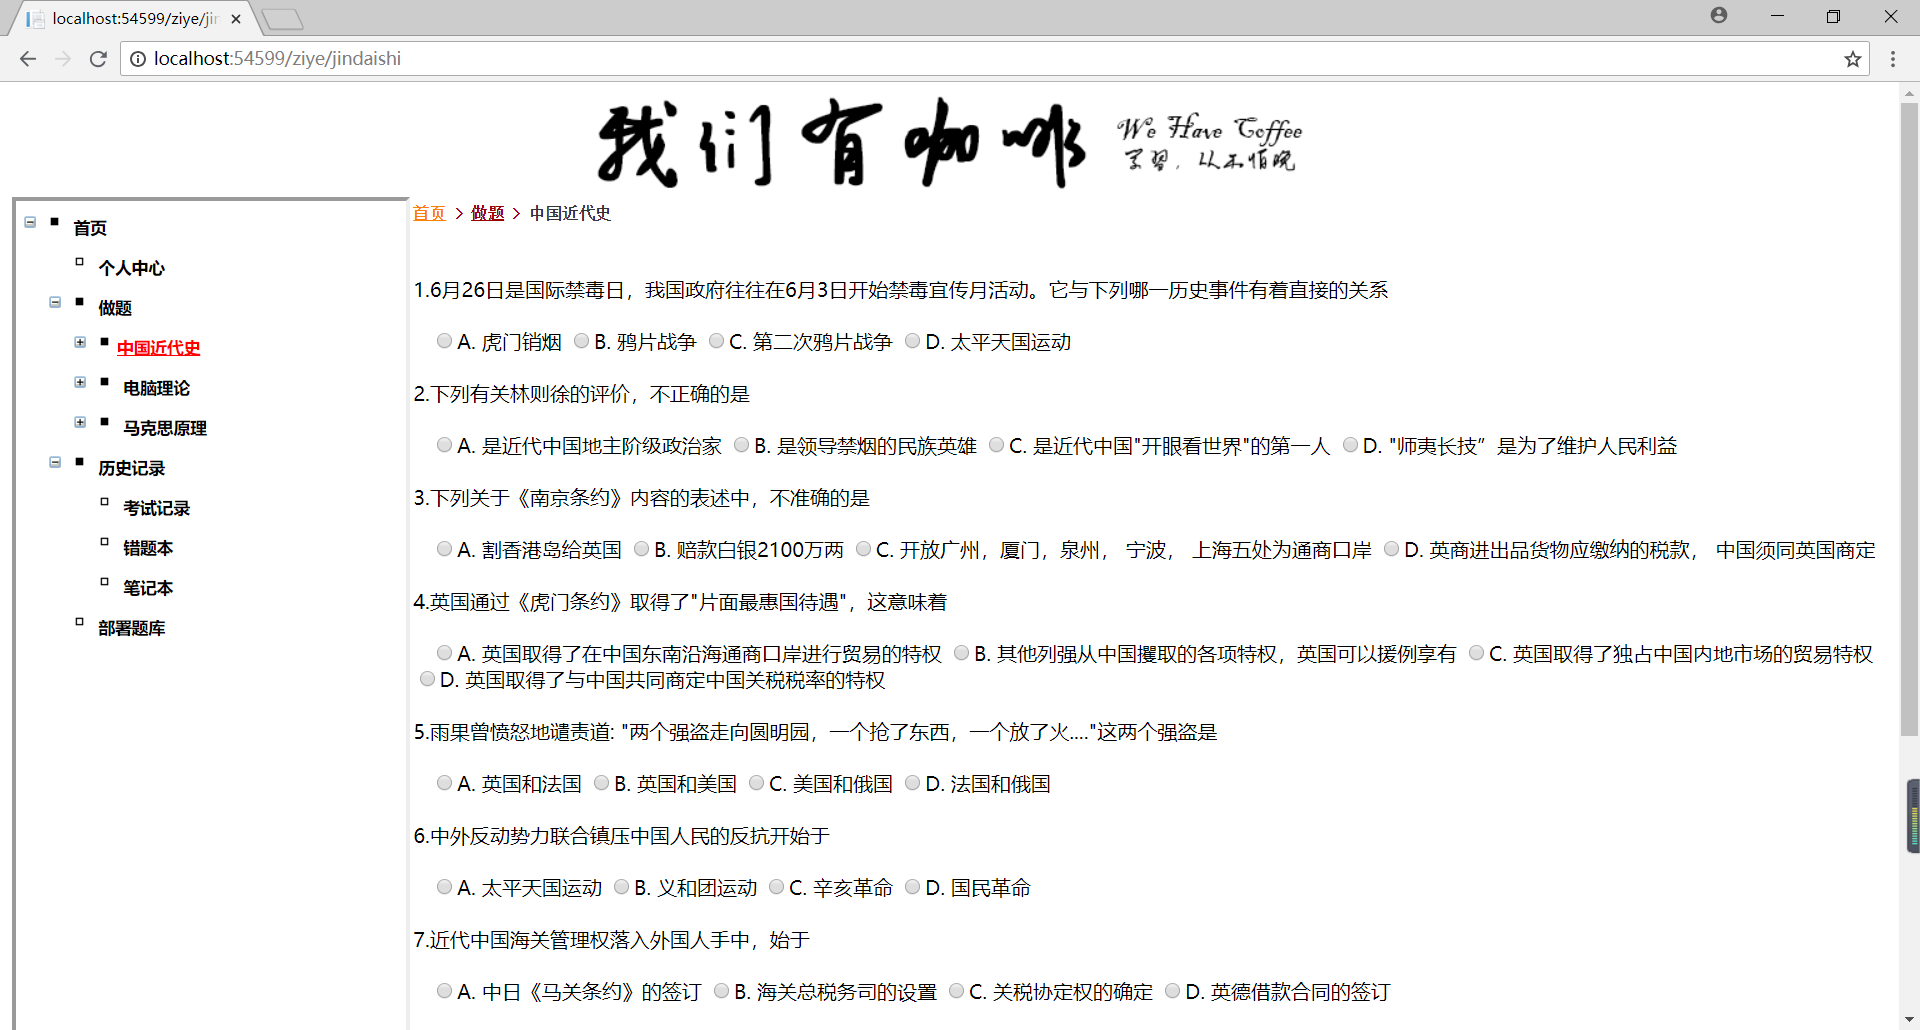 localhost:54599/ziye/jin
localhost:54599/ziye/jindaishi
我们有咖啡
We Have Coffee
学习，从不怕晚
首页 > 做题 > 中国近代史
首页
个人中心
做题
中国近代史
电脑理论
马克思原理
历史记录
考试记录
错题本
笔记本
部署题库
1.6月26日是国际禁毒日，我国政府往往在6月3日开始禁毒宣传月活动。它与下列哪一历史事件有着直接的关系
A. 虎门销烟 B. 鸦片战争 C. 第二次鸦片战争 D. 太平天国运动
2.下列有关林则徐的评价，不正确的是
A. 是近代中国地主阶级政治家 B. 是领导禁烟的民族英雄 C. 是近代中国"开眼看世界"的第一人 D. "师夷长技”是为了维护人民利益
3.下列关于《南京条约》内容的表述中，不准确的是
A. 割香港岛给英国 B. 赔款白银2100万两 C. 开放广州，厦门，泉州， 宁波， 上海五处为通商口岸 D. 英商进出品货物应缴纳的税款， 中国须同英国商定
4.英国通过《虎门条约》取得了"片面最惠国待遇"，这意味着
A. 英国取得了在中国东南沿海通商口岸进行贸易的特权 B. 其他列强从中国攫取的各项特权，英国可以援例享有 C. 英国取得了独占中国内地市场的贸易特权
D. 英国取得了与中国共同商定中国关税税率的特权
5.雨果曾愤怒地谴责道: "两个强盗走向圆明园，一个抢了东西，一个放了火...."这两个强盗是
A. 英国和法国 B. 英国和美国 C. 美国和俄国 D. 法国和俄国
6.中外反动势力联合镇压中国人民的反抗开始于
A. 太平天国运动 B. 义和团运动 C. 辛亥革命 D. 国民革命
7.近代中国海关管理权落入外国人手中，始于
A. 中日《马关条约》的签订 B. 海关总税务司的设置 C. 关税协定权的确定 D. 英德借款合同的签订